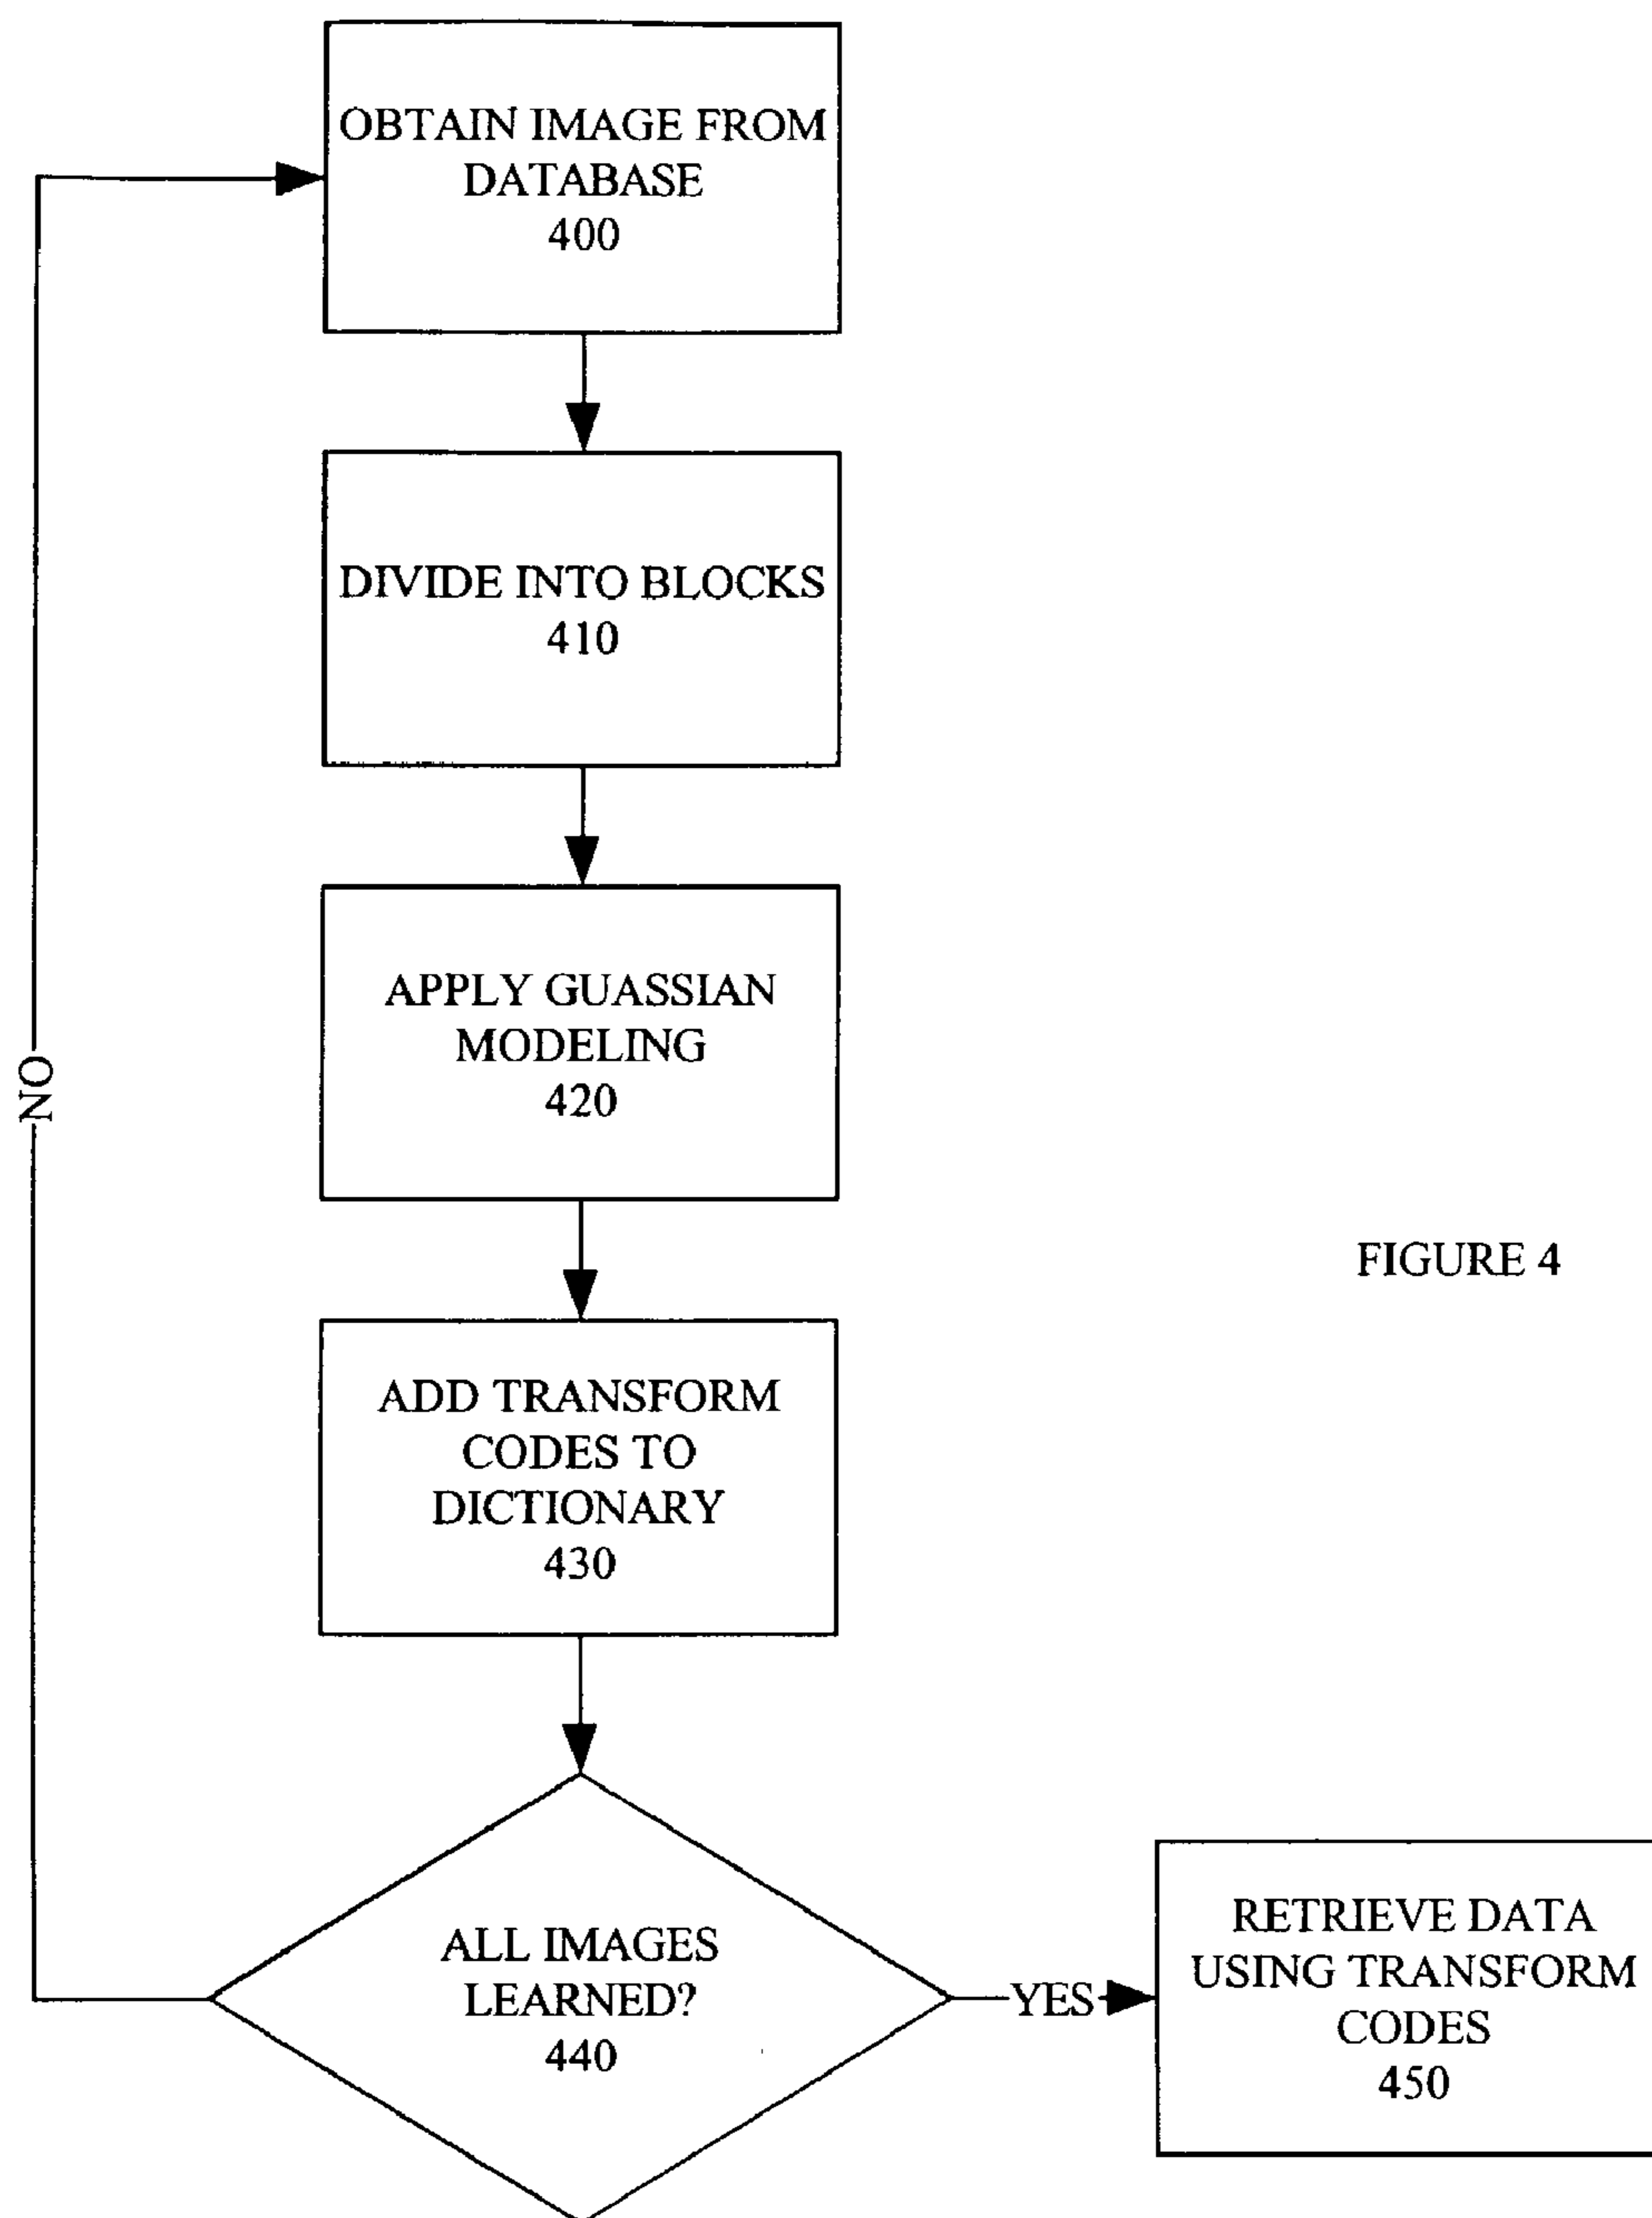 OBTAIN IMAGE FROM
DATABASE
400
DIVIDE INTO BLOCKS
410
APPLY GUASSIAN
MODELING
420
NO
FIGURE 4
ADD TRANSFORM
CODES TO
DICTIONARY
430
ALL IMAGES
LEARNED?
440
YES
RETRIEVE DATA
USING TRANSFORM
CODES
450